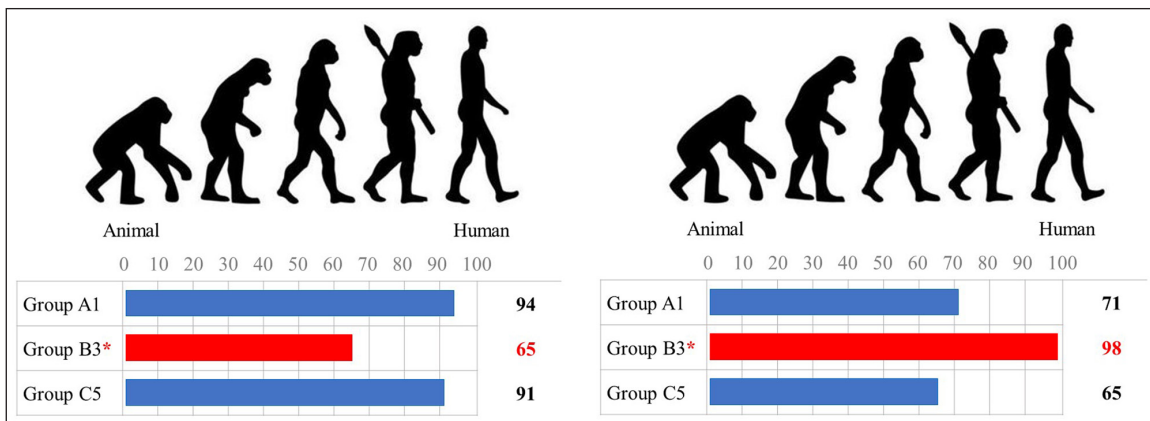 Animal Human
0 10 20 30 40 50 60 70 80 90 100
Group A1 94
Group B3* 65
Group C5 91
Animal Human
0 10 20 30 40 50 60 70 80 90 100
Group A1 71
Group B3* 98
Group C5 65